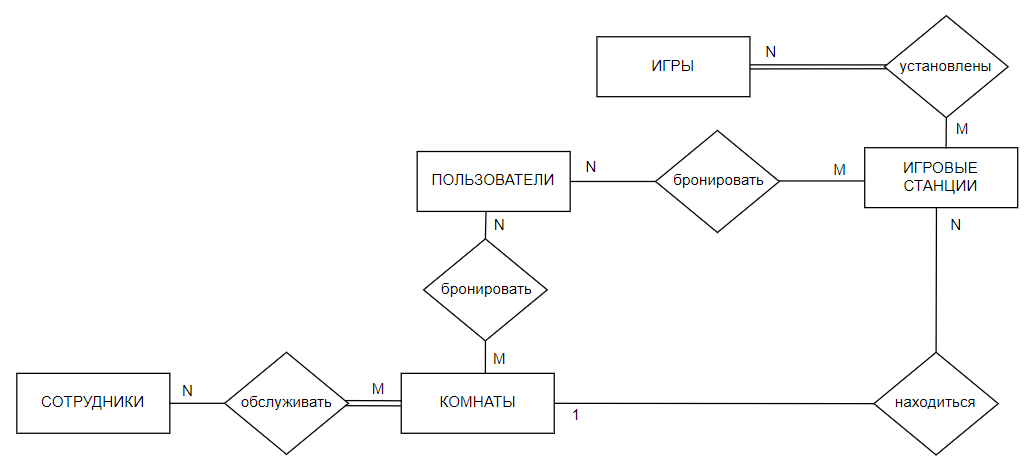 N
ИГРЫ
установлены
M
ИГРОВЫЕ
СТАНЦИИ
ПОЛЬЗОВАТЕЛИ
N
бронировать
M
N
N
бронировать
M
СОТРУДНИКИ
N
обслуживать
M
КОМНАТЫ
1
находиться